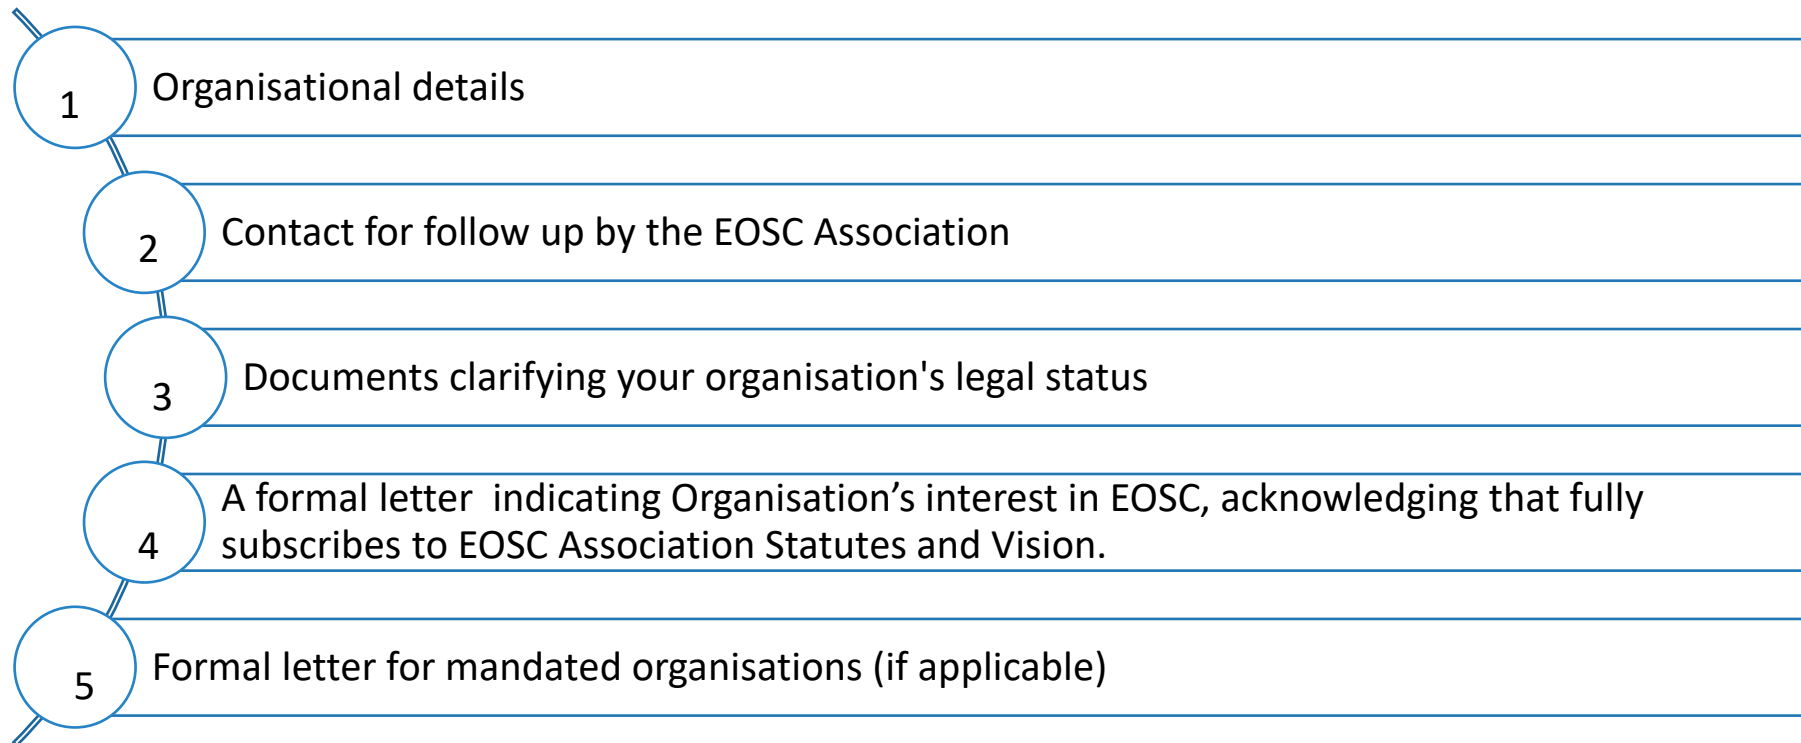 1
Organisational details
2
Contact for follow up by the EOSC Association
3
Documents clarifying your organisation's legal status
4
A formal letter  indicating Organisation’s interest in EOSC, acknowledging that fully
subscribes to EOSC Association Statutes and Vision.
5
Formal letter for mandated organisations (if applicable)